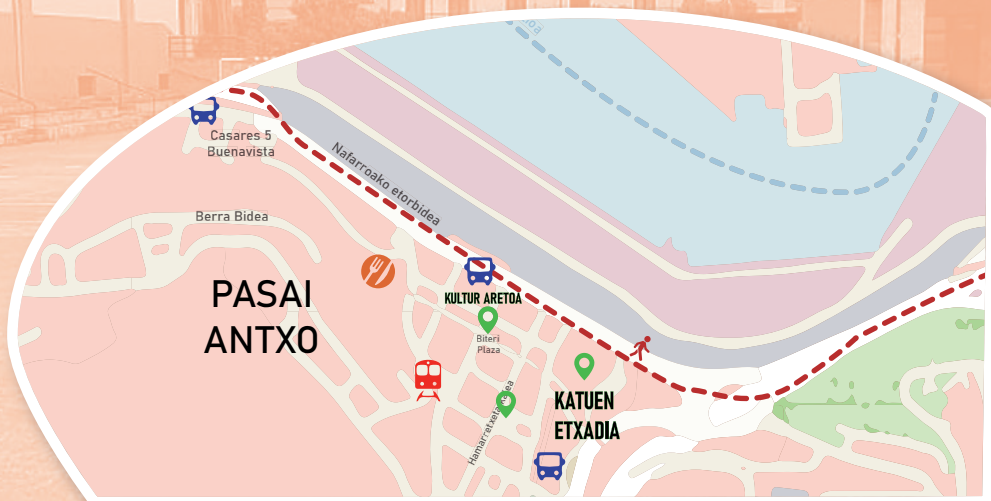 Casares 5
Buenavista
Nafarroako etorbidea
Berra Bidea
PASAI
ANTXO
KULTUR ARETOA
Biteri
Plaza
KATUEN
ETXADIA